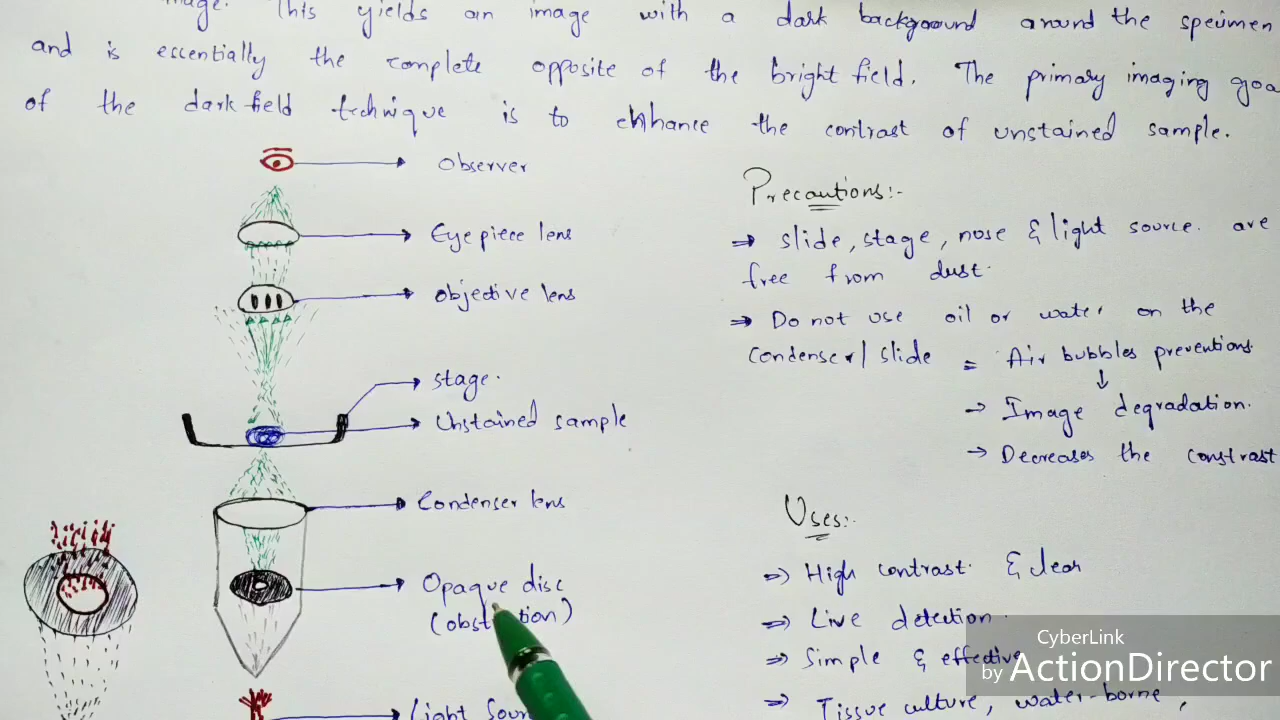 image. This yields an image with a dark background around the specimen
and is essentially the complete opposite of the bright field. The primary imaging goa
of the dark field technique is to enhance the contrast of unstained sample.
Observer
Eye piece lens
objective lens
stage.
Unstained sample
Condenser lens
Opaque disc
Light Sour
Precautions:-
⇒ slide, stage, nose & light source. are
free from dust.
⇒ Do not use oil or water on the
condenser/slide = Air bubbles preventions.
↓
→ Image degradation.
→ Decreases the constrast
Uses:-
⇒ High contrast. & clear
⇒ Live detection.
⇒ Simple & effective
⇒ Tissue culture, water-borne,
CyberLink
by ActionDirector